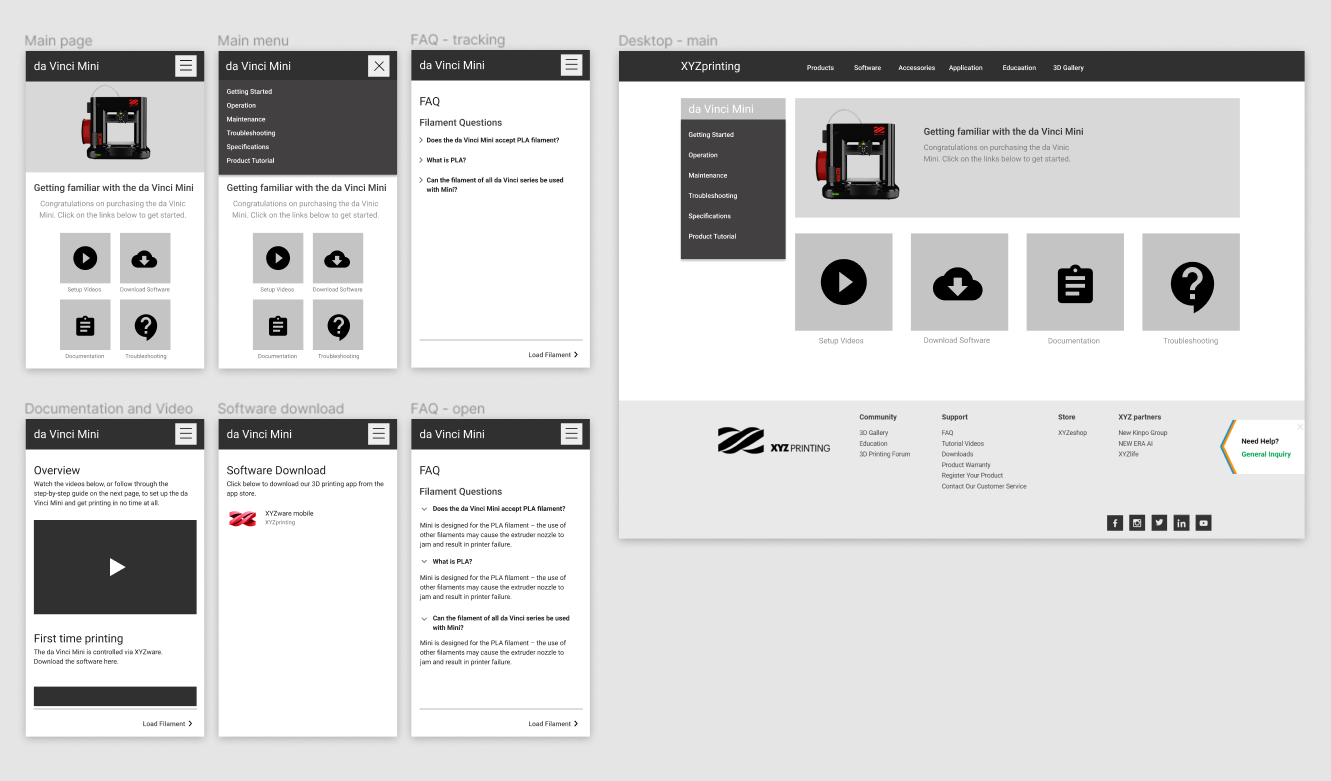 Main page
da Vinci Mini
Getting familiar with the da Vinci Mini
Congratulations on purchasing the da Vinic
Mini. Click on the links below to get started.
Setup Videos
Download Software
Documentation
Troubleshooting
Main menu
da Vinci Mini
Getting Started
Operation
Maintenance
Troubleshooting
Specifications
Product Tutorial
Getting familiar with the da Vinci Mini
Congratulations on purchasing the da Vinic
Mini. Click on the links below to get started.
Setup Videos
Download Software
Documentation
Troubleshooting
FAQ - tracking
da Vinci Mini
FAQ
Filament Questions
Does the da Vinci Mini accept PLA filament?
What is PLA?
Can the filament of all da Vinci series be used
with Mini?
Load Filament
Documentation and Video
da Vinci Mini
Overview
Watch the videos below, or follow through the
step-by-step guide on the next page, to set up the da
Vinci Mini and get printing in no time at all.
First time printing
The da Vinci Mini is controlled via XYZware.
Download the software here.
Load Filament
Software download
da Vinci Mini
Software Download
Click below to download our 3D printing app from the
app store.
XYZware mobile
XYZprinting
FAQ - open
da Vinci Mini
FAQ
Filament Questions
Does the da Vinci Mini accept PLA filament?
Mini is designed for the PLA filament – the use of
other filaments may cause the extruder nozzle to
jam and result in printer failure.
What is PLA?
Mini is designed for the PLA filament – the use of
other filaments may cause the extruder nozzle to
jam and result in printer failure.
Can the filament of all da Vinci series be used
with Mini?
Mini is designed for the PLA filament – the use of
other filaments may cause the extruder nozzle to
jam and result in printer failure.
Load Filament
Desktop - main
XYZprinting
Products
Software
Accessories
Application
Educaation
3D Gallery
da Vinci Mini
Getting Started
Operation
Maintenance
Troubleshooting
Specifications
Product Tutorial
Getting familiar with the da Vinci Mini
Congratulations on purchasing the da Vinic
Mini. Click on the links below to get started.
Setup Videos
Download Software
Documentation
Troubleshooting
XYZ PRINTING
Community
3D Gallery
Education
3D Printing Forum
Support
FAQ
Tutorial Videos
Downloads
Product Warranty
Register Your Product
Contact Our Customer Service
Store
XYZeshop
XYZ partners
New Kinpo Group
NEW ERA AI
XYZlife
Need Help?
General Inquiry